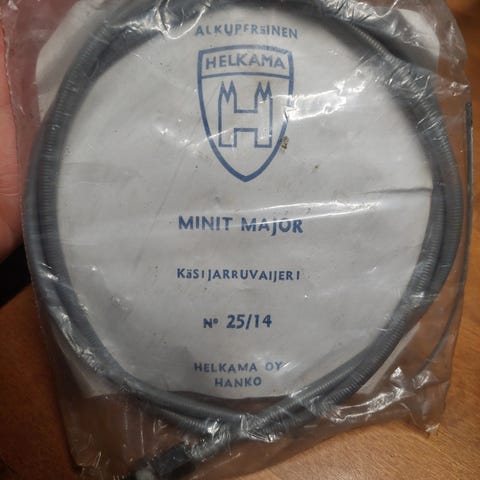 ALKUPERÄINEN
HELKAMA
H
MINIT MAJOR
KÄSIJARRUVAIJERI
Nº 25/14
HELKAMA OY
HANKO